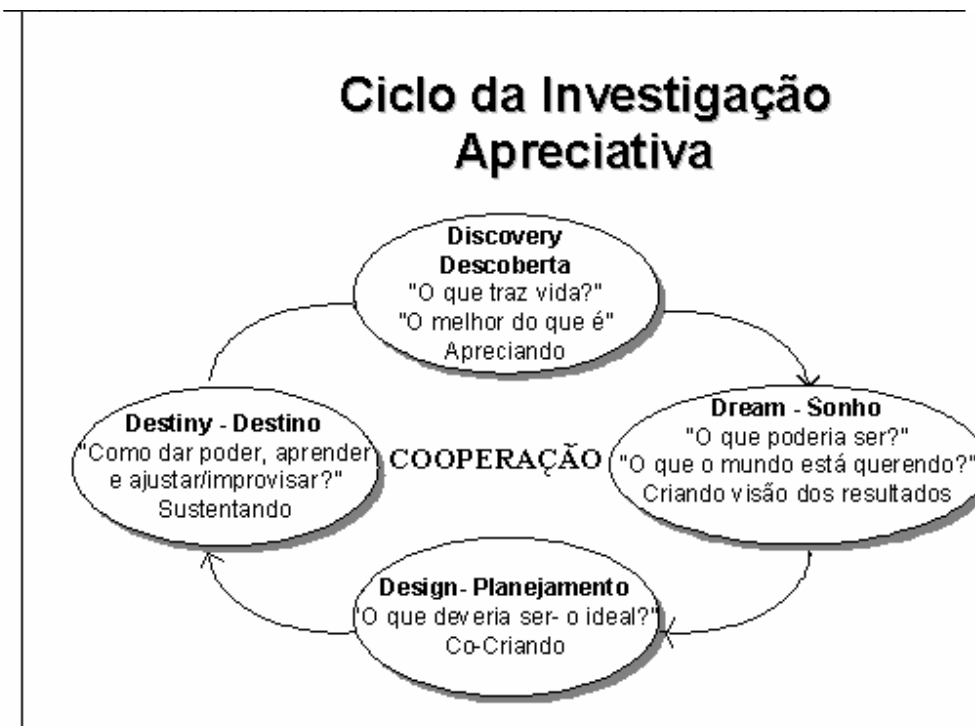 Ciclo da Investigação
Apreciativa
Discovery
Descoberta
"O que traz vida?"
"O melhor do que é"
Apreciando
Destiny - Destino
"Como dar poder, aprender
e ajustar/improvisar?"
Sustentando
COOPERAÇÃO
Dream - Sonho
"O que poderia ser?"
"O que o mundo está querendo?"
Criando visão dos resultados
Design- Planejamento
"O que deveria ser- o ideal?"
Co-Criando